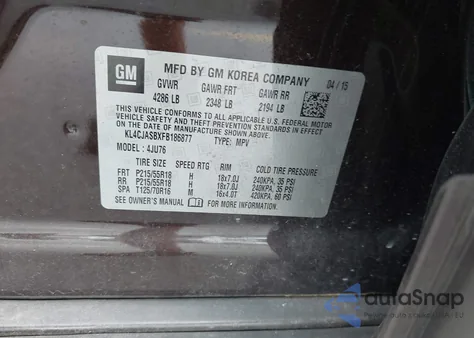 GM
MFD BY GM KOREA COMPANY 04 / 15
GVWR GAWR FRT GAWR RR
4286 LB 2348 LB 2194 LB
THIS VEHICLE CONFORMS TO ALL APPLICABLE U.S. FEDERAL MOTOR
VEHICLE SAFETY, BUMPER, AND THEFT PREVENTION STANDARDS
IN EFFECT ON THE DATE OF MANUFACTURE SHOWN ABOVE.
KL4CJASBXFB186877 TYPE: MPV
MODEL: 4JU76
TIRE SIZE SPEED RTG RIM COLD TIRE PRESSURE
FRT P215/55R18 H 18x7.0J 240KPA, 35 PSI
RR P215/55R18 H 18x7.0J 240KPA, 35 PSI
SPA T125/70R16 M 16x4.0T 420KPA, 60 PSI
SEE OWNER'S MANUAL FOR MORE INFORMATION.
autoSnap